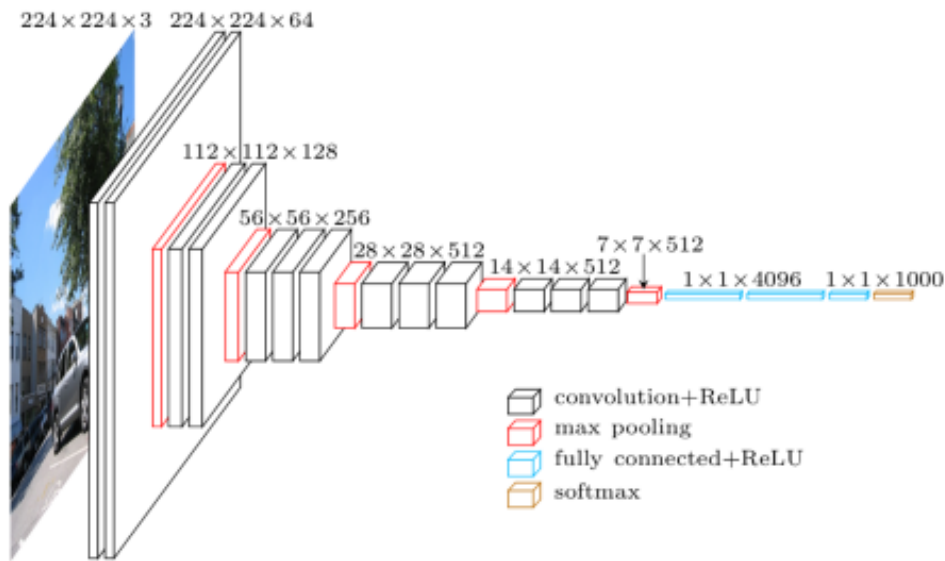 224×224×3
224×224×64
112×112×128
56×56×256
28×28×512
14×14×512
7×7×512
1×1×4096
1×1×1000
convolution+ReLU
max pooling
fully connected+ReLU
softmax